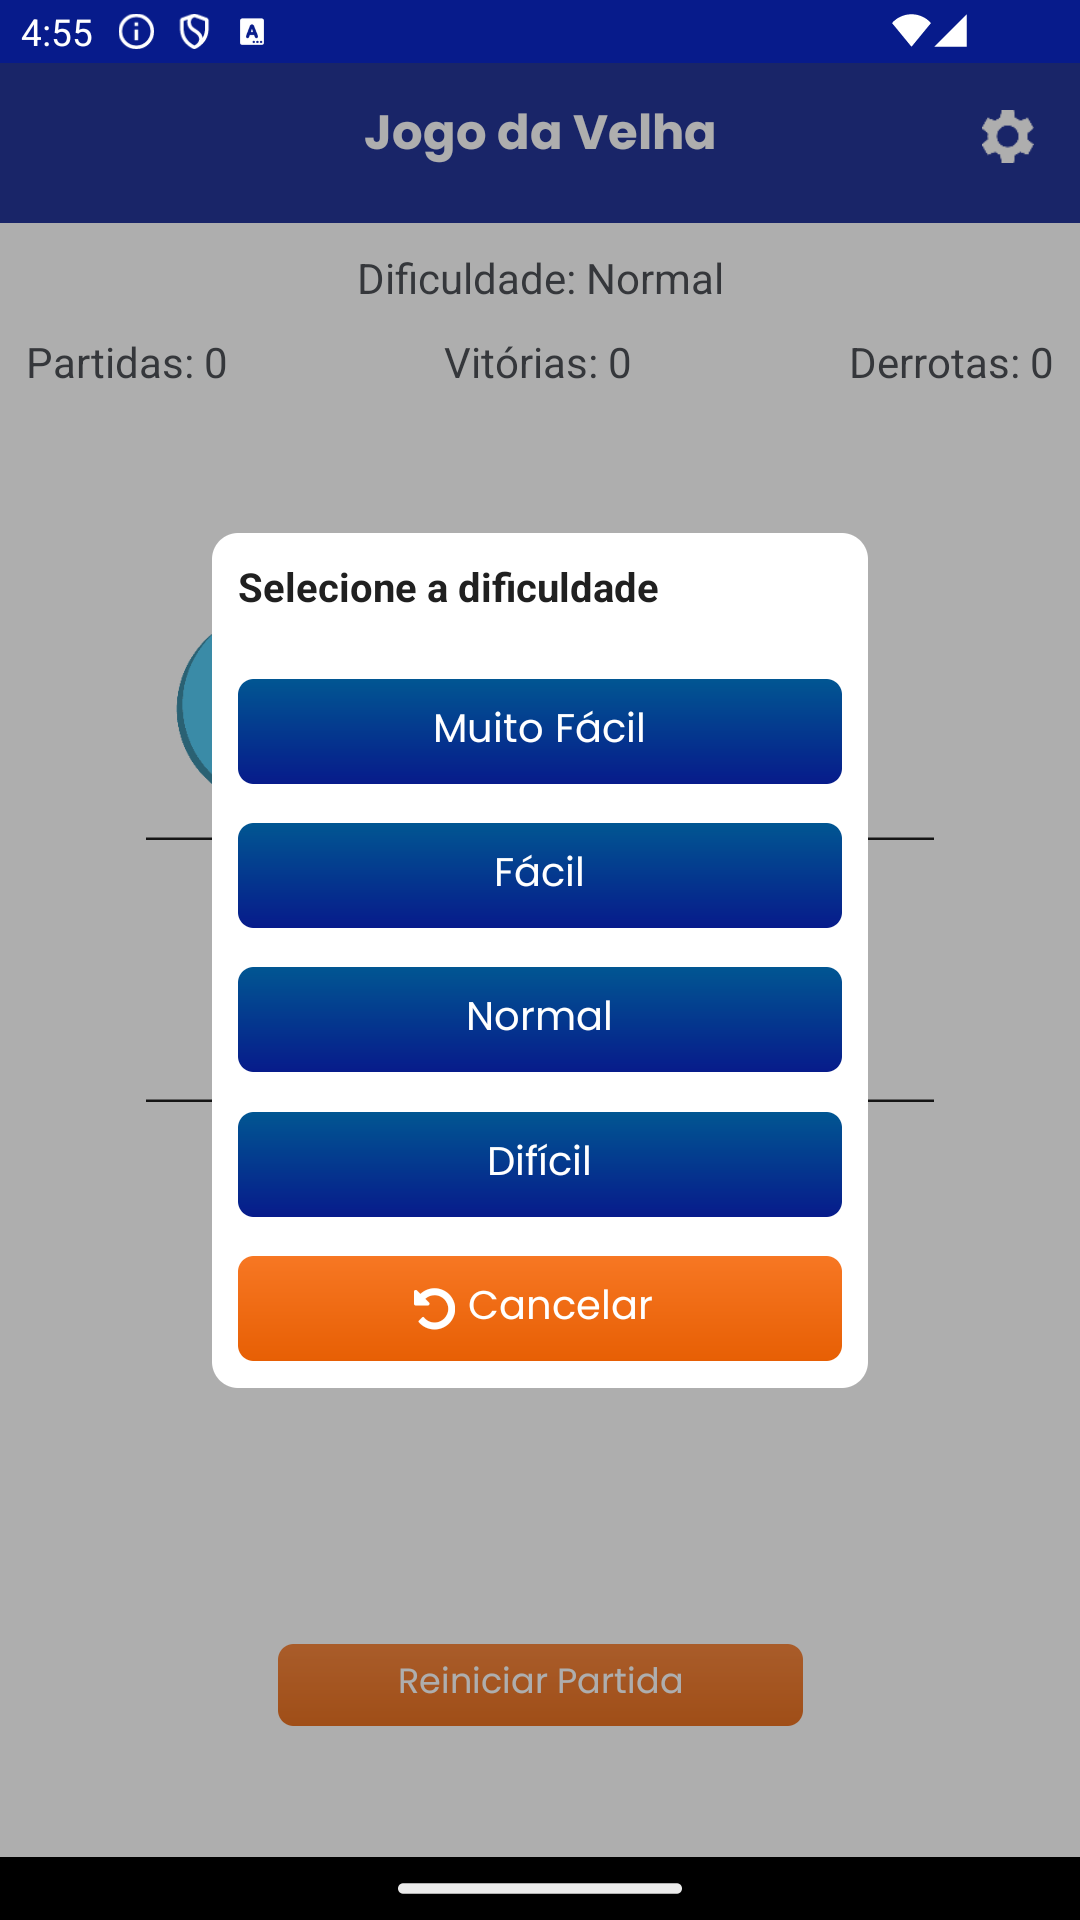 4:55
Jogo da Velha
Dificuldade: Normal
Partidas: 0 Vitórias: 0 Derrotas: 0
Selecione a dificuldade
Muito Fácil
Fácil
Normal
Difícil
Cancelar
Reiniciar Partida